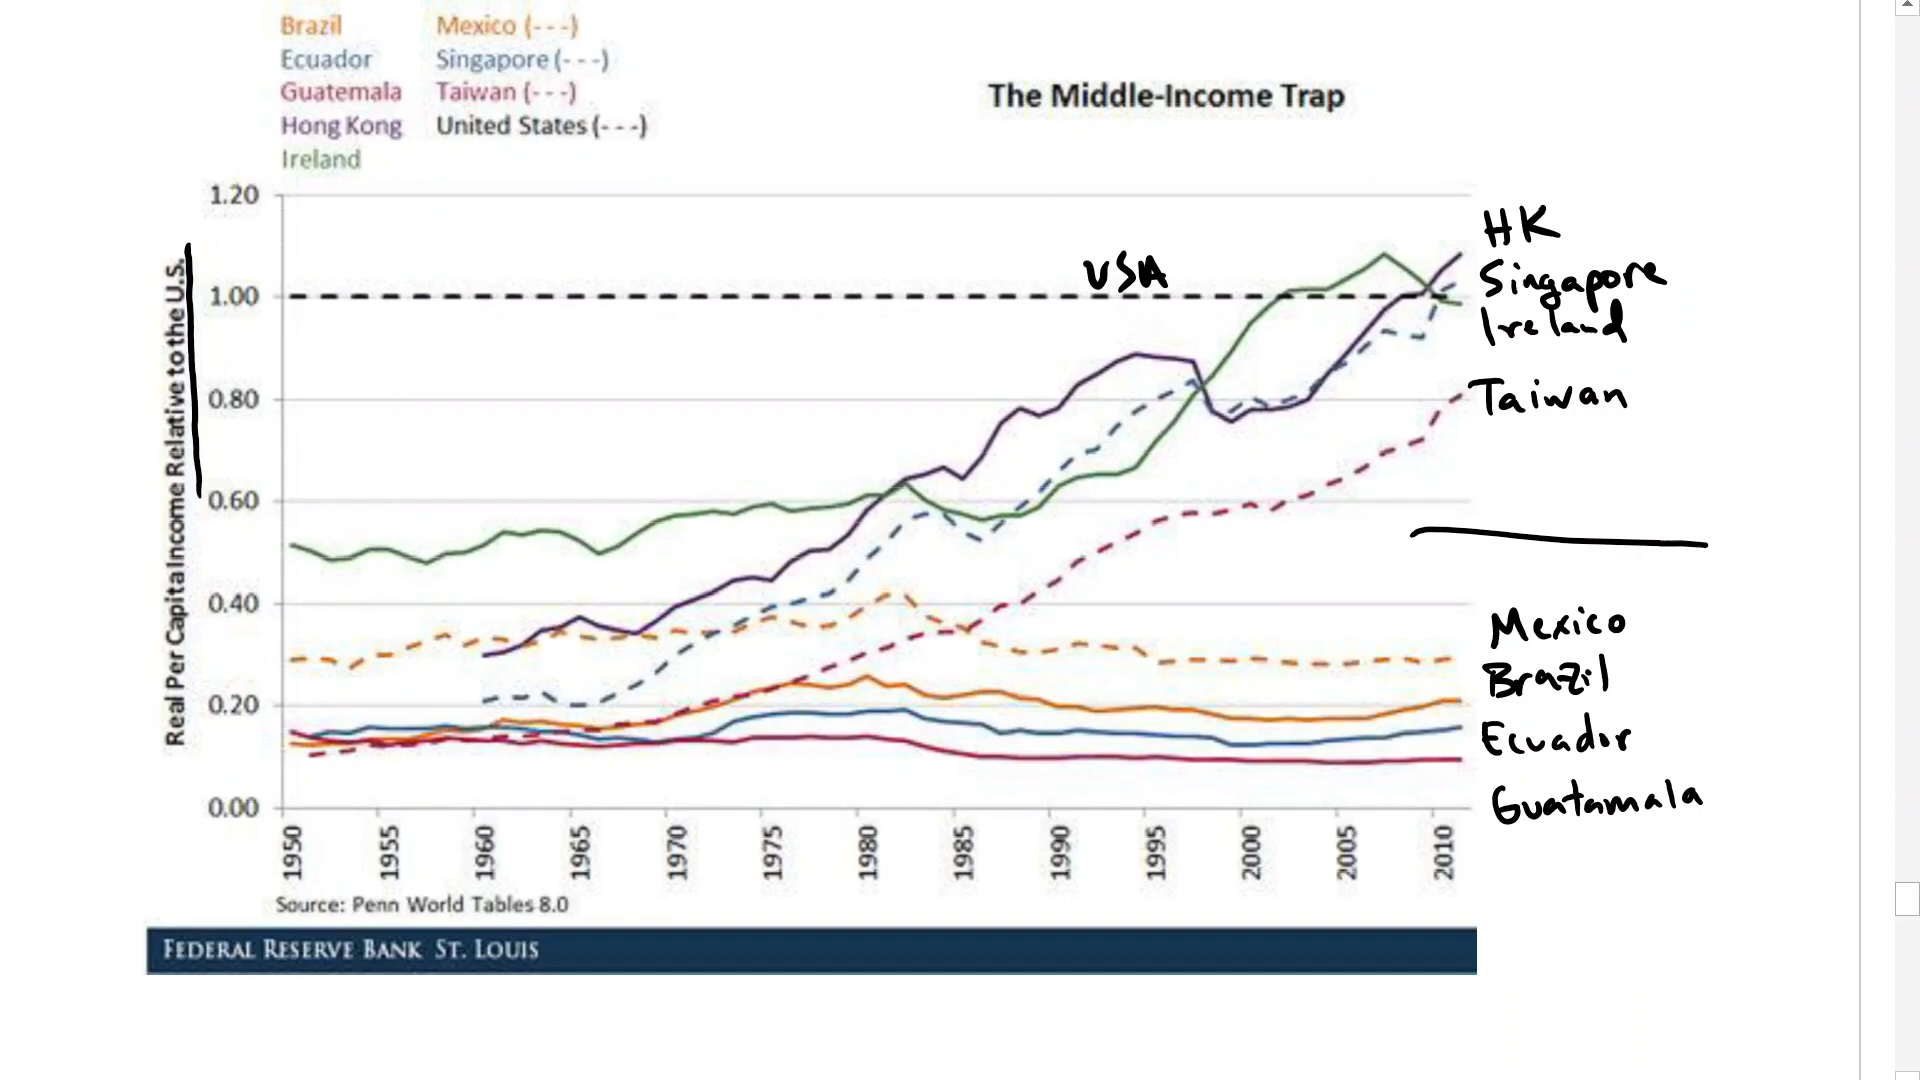 Brazil Mexico (---)
Ecuador Singapore (---)
Guatemala Taiwan (---)
Hong Kong United States (---)
Ireland
The Middle-Income Trap
Real Per Capita Income Relative to the U.S.
1.20
1.00
0.80
0.60
0.40
0.20
0.00
USA
HK
Singapore
Ireland
Taiwan
Mexico
Brazil
Ecuador
Guatamala
1950 1955 1960 1965 1970 1975 1980 1985 1990 1995 2000 2005 2010
Source: Penn World Tables 8.0
FEDERAL RESERVE BANK ST. LOUIS